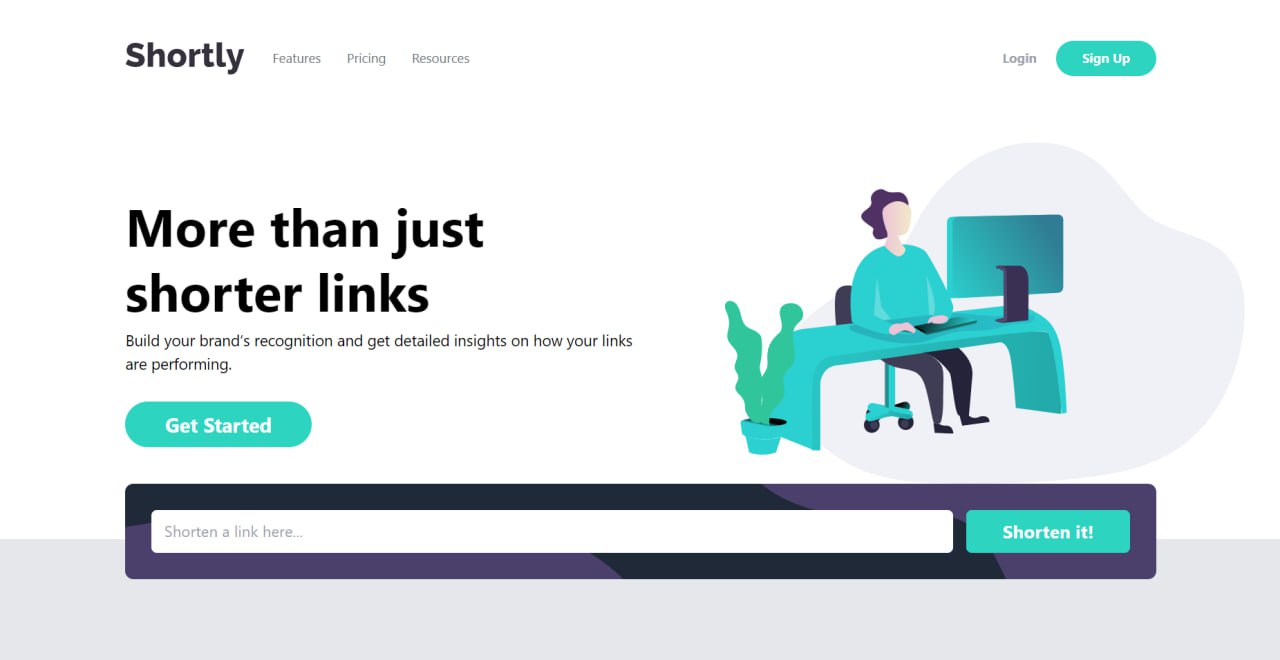 Shortly
Features
Pricing
Resources
Login
Sign Up
More than just
shorter links
Build your brand’s recognition and get detailed insights on how your links
are performing.
Get Started
Shorten a link here...
Shorten it!